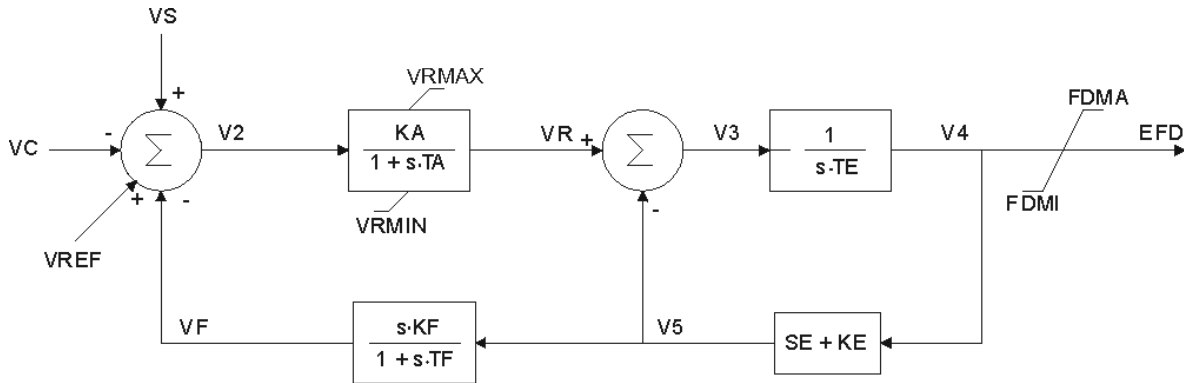 VS
VRMAX
FDMA
+
-
Σ
V2
KA
1 + s·TA
VR +
Σ
V3
1
s·TE
V4
EFD
VC
+
-
-
VRMIN
FDMI
VREF
VF
s·KF
1 + s·TF
V5
SE + KE